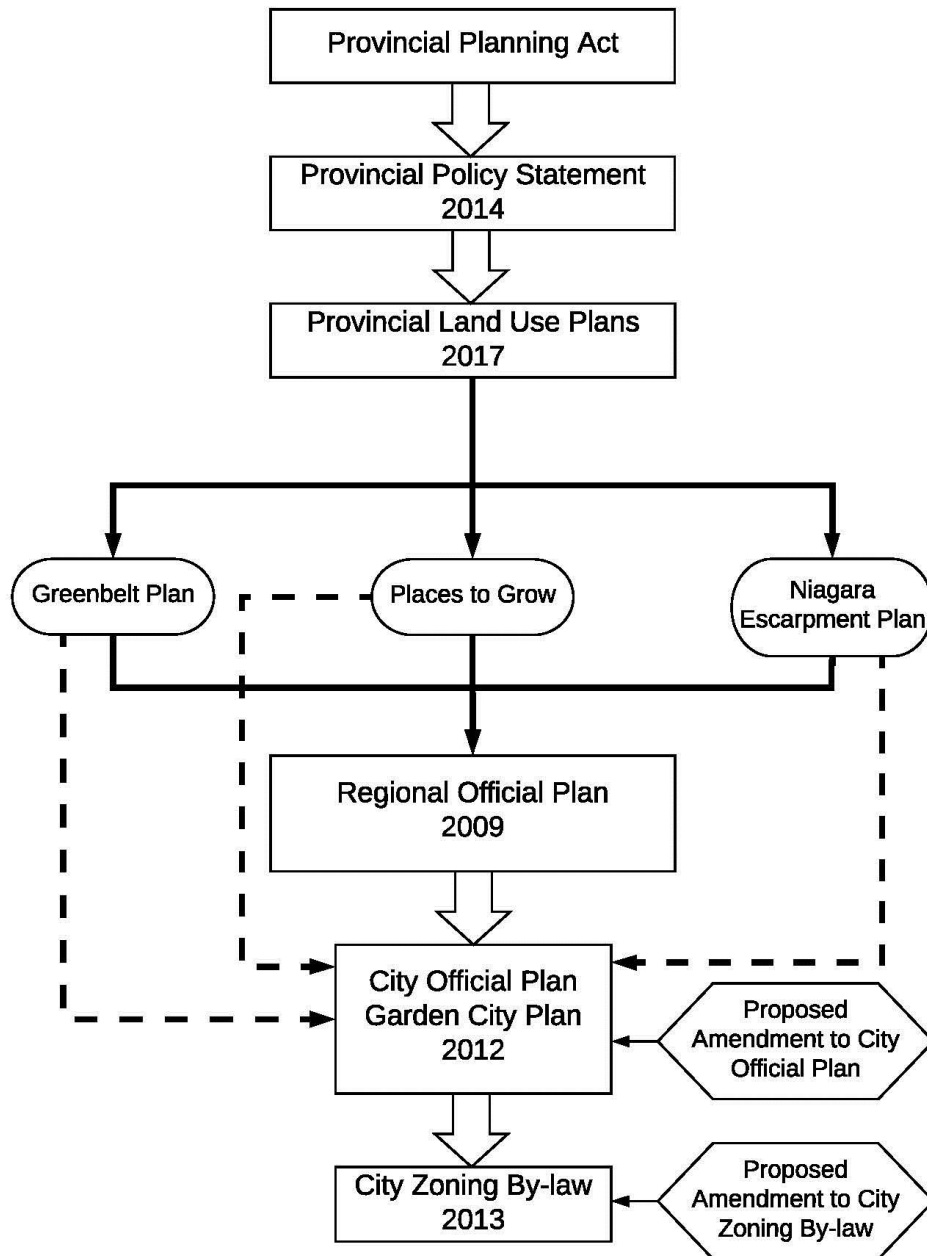 Provincial Planning Act
Provincial Policy Statement
2014
Provincial Land Use Plans
2017
Greenbelt Plan
Places to Grow
Niagara
Escarpment Plan
Regional Official Plan
2009
City Official Plan
Garden City Plan
2012
Proposed
Amendment to City
Official Plan
City Zoning By-law
2013
Proposed
Amendment to City
Zoning By-law